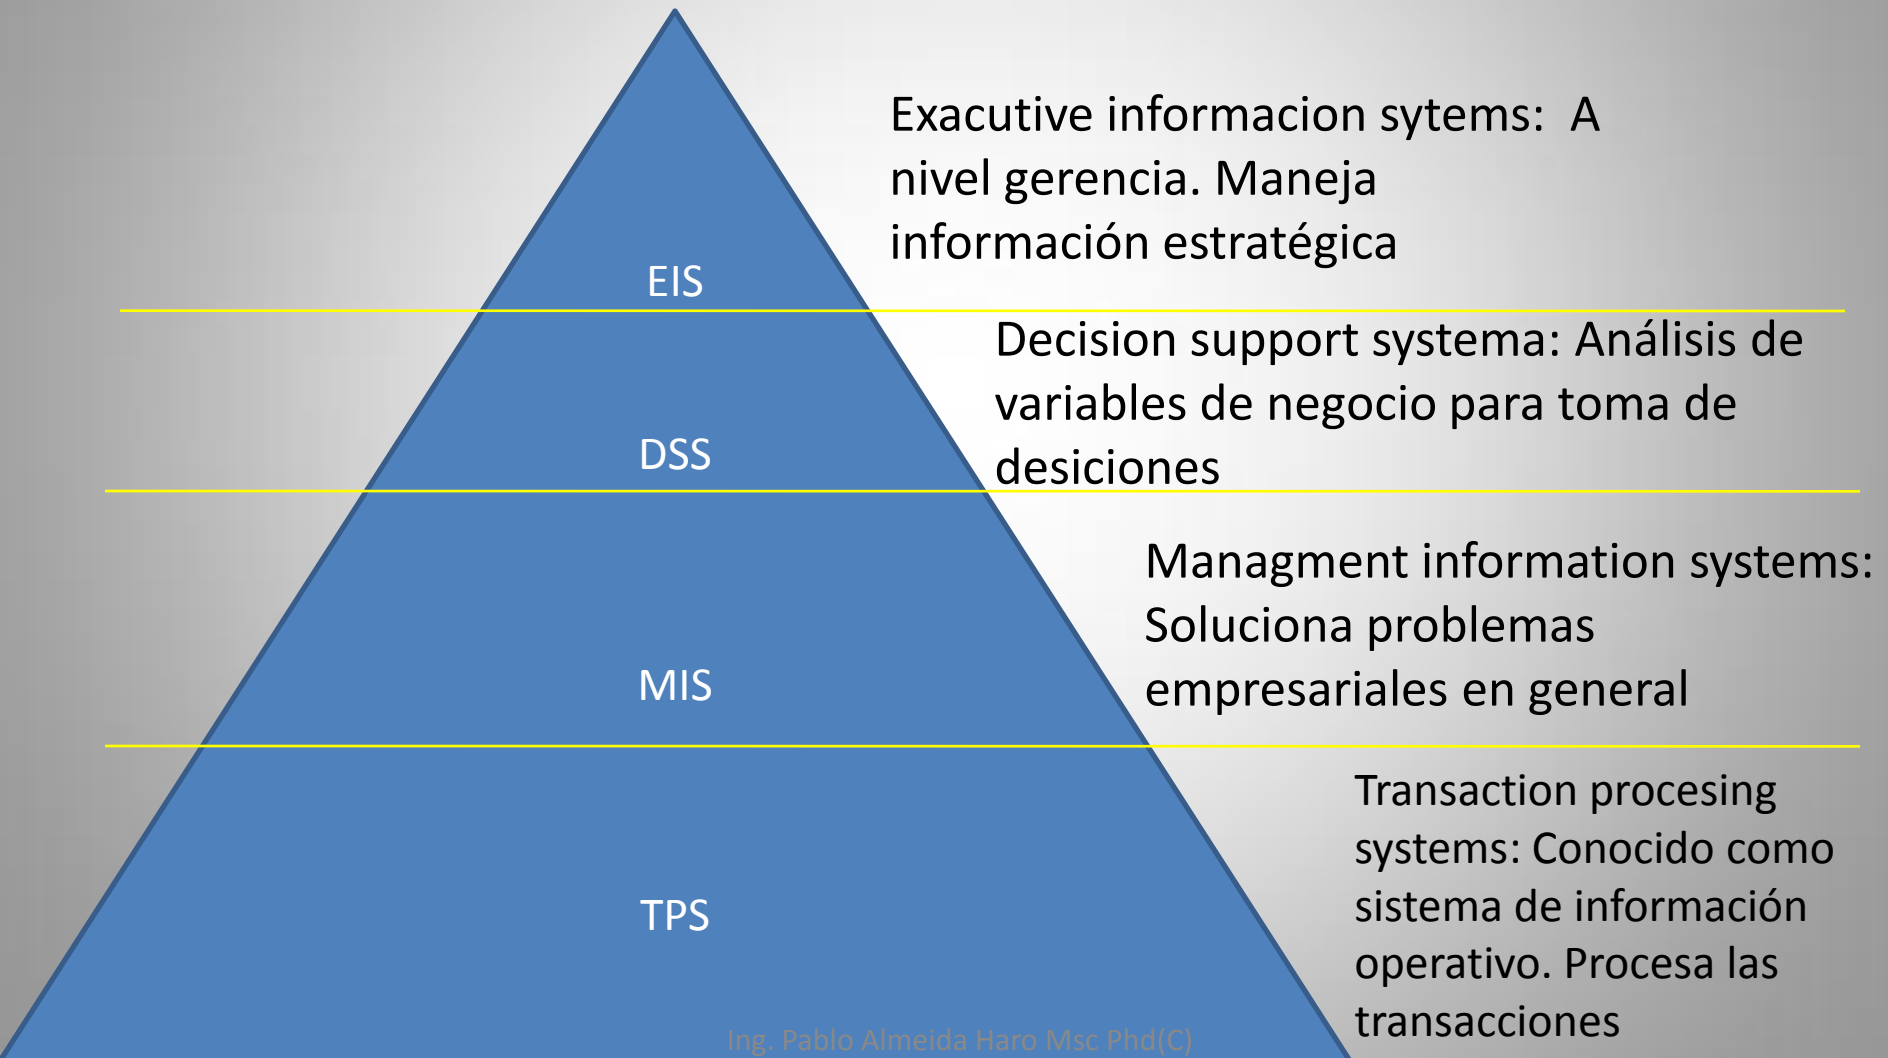 Exacutive informacion sytems:  A
nivel gerencia. Maneja
información estratégica
EIS
Decision support systema: Análisis de
variables de negocio para toma de
desiciones
DSS
Managment information systems:
Soluciona problemas
empresariales en general
MIS
Transaction procesing
systems: Conocido como
sistema de información
operativo. Procesa las
transacciones
TPS
Ing. Pablo Almeida Haro Msc Phd(C)